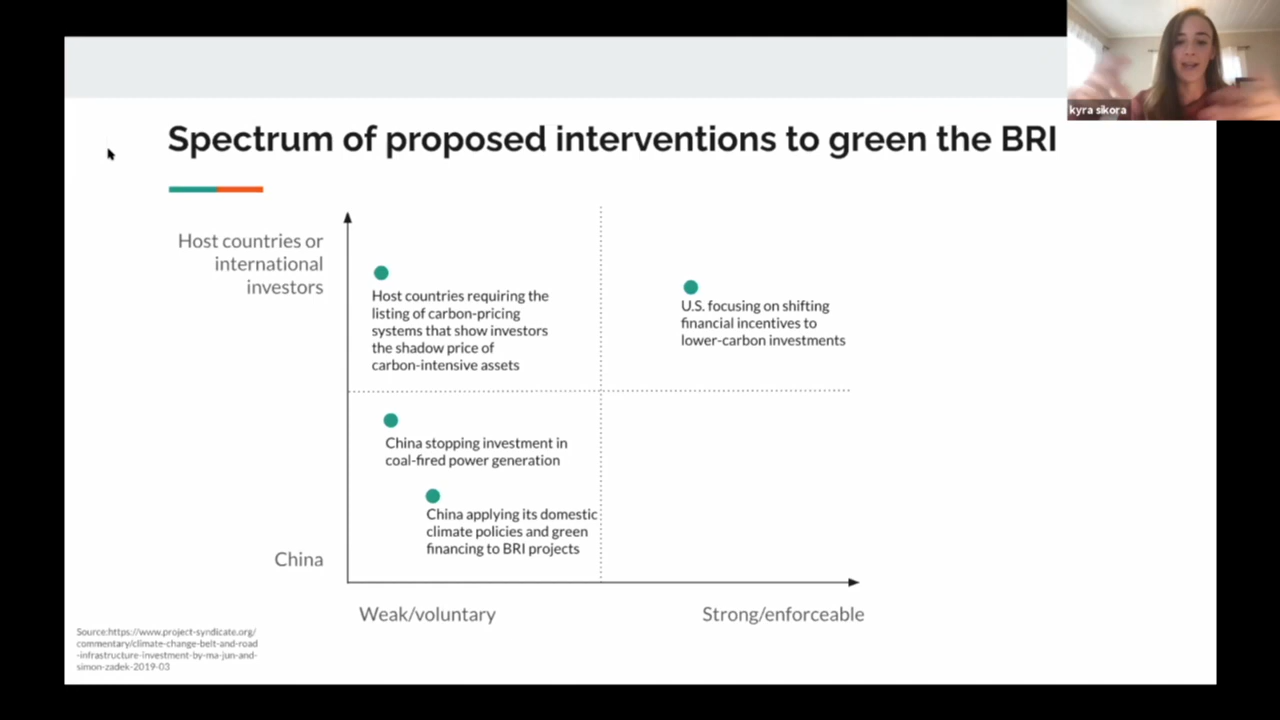 kyra sikora
Spectrum of proposed interventions to green the BRI
Host countries or
international
investors
Host countries requiring the
listing of carbon-pricing
systems that show investors
the shadow price of
carbon-intensive assets
U.S. focusing on shifting
financial incentives to
lower-carbon investments
China stopping investment in
coal-fired power generation
China applying its domestic
climate policies and green
financing to BRI projects
China
Weak/voluntary
Strong/enforceable
Source:https://www.project-syndicate.org/
commentary/climate-change-belt-and-road
-infrastructure-investment-by-ma-jun-and-
simon-zadek-2019-03